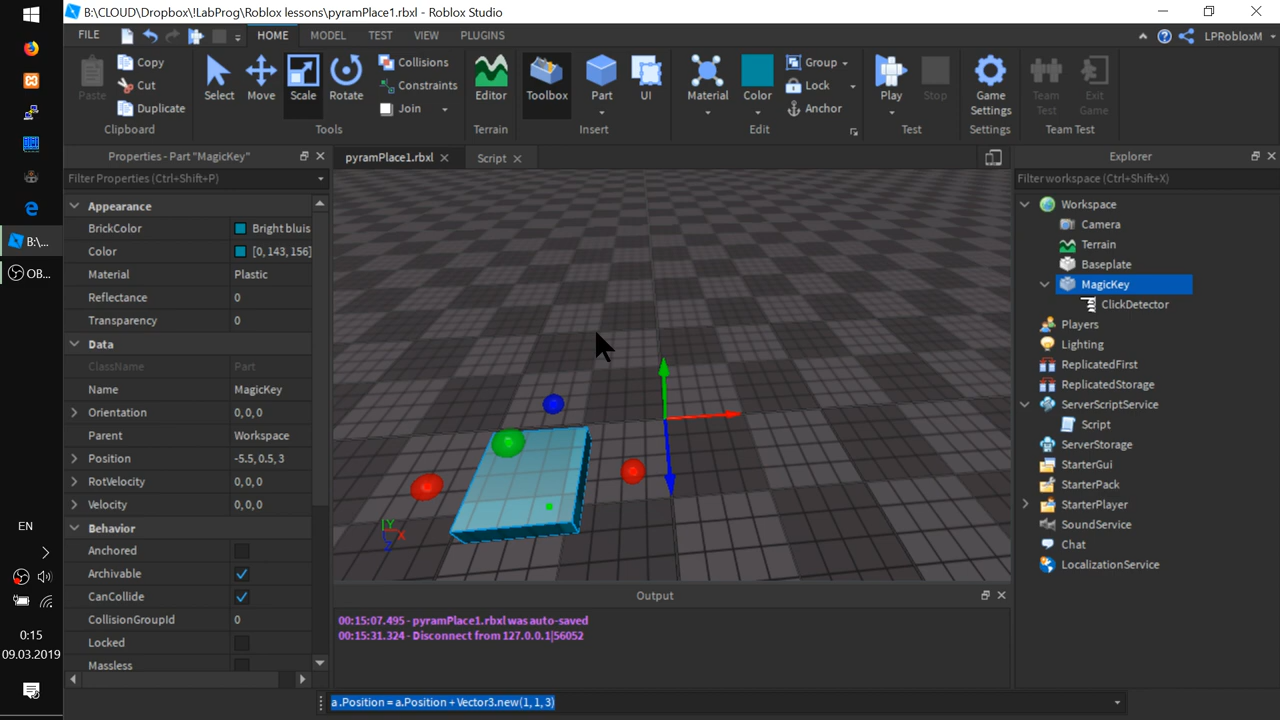 B:\CLOUD\Dropbox\!LabProg\Roblox lessons\pyramPlace1.rbxl - Roblox Studio
FILE HOME MODEL TEST VIEW PLUGINS LPRobloxM
Paste
Copy
Cut
Duplicate
Clipboard
Select Move Scale Rotate
Collisions
Constraints
Join
Tools
Editor
Terrain
Toolbox Part UI
Insert
Material Color
Group
Lock
Anchor
Edit
Play Stop
Test
Game Settings
Settings
Team Test
Exit Game
Team Test
Properties - Part "MagicKey"
Filter Properties (Ctrl+Shift+P)
Appearance
BrickColor Bright bluis
Color [0, 143, 156]
Material Plastic
Reflectance 0
Transparency 0
Data
ClassName Part
Name MagicKey
Orientation 0, 0, 0
Parent Workspace
Position -5.5, 0.5, 3
RotVelocity 0, 0, 0
Velocity 0, 0, 0
Behavior
Anchored
Archivable
CanCollide
CollisionGroupId 0
Locked
Massless
pyramPlace1.rbxl
Script
Y
X
Z
Output
00:15:07.495 - pyramPlace1.rbxl was auto-saved
00:15:31.324 - Disconnect from 127.0.0.1|56052
a .Position = a.Position + Vector3.new(1, 1, 3)
Explorer
Filter workspace (Ctrl+Shift+X)
Workspace
Camera
Terrain
Baseplate
MagicKey
ClickDetector
Players
Lighting
ReplicatedFirst
ReplicatedStorage
ServerScriptService
Script
ServerStorage
StarterGui
StarterPack
StarterPlayer
SoundService
Chat
LocalizationService
B:\...
OB...
EN
0:15
09.03.2019